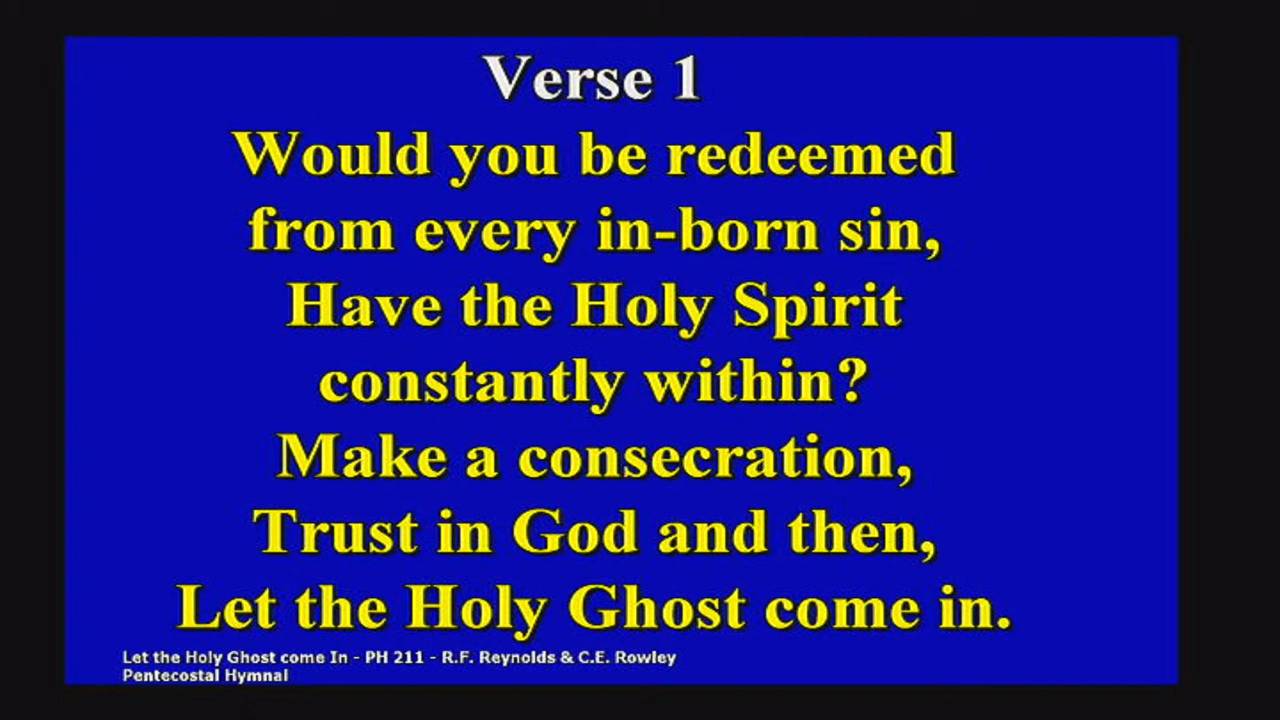 Verse 1
Would you be redeemed
from every in-born sin,
Have the Holy Spirit
constantly within?
Make a consecration,
Trust in God and then,
Let the Holy Ghost come in.
Let the Holy Ghost come In - PH 211 - R.F. Reynolds & C.E. Rowley
Pentecostal Hymnal